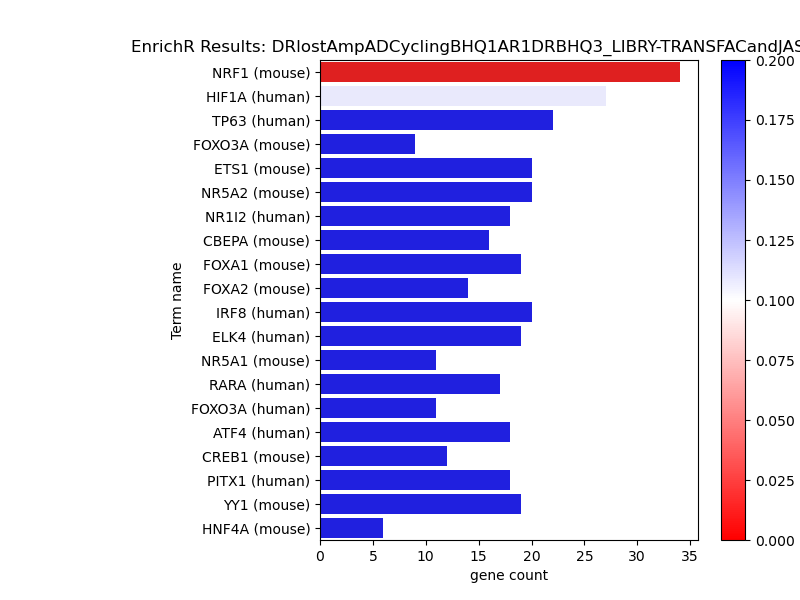 EnrichR Results: DRlostAmpADCyclingBHQ1AR1DRBHQ3_LIBRY-TRANSFACandJAS
NRF1 (mouse)
HIF1A (human)
TP63 (human)
FOXO3A (mouse)
ETS1 (mouse)
NR5A2 (mouse)
NR1I2 (human)
CBEPA (mouse)
FOXA1 (mouse)
FOXA2 (mouse)
IRF8 (human)
ELK4 (human)
NR5A1 (mouse)
RARA (human)
FOXO3A (human)
ATF4 (human)
CREB1 (mouse)
PITX1 (human)
YY1 (mouse)
HNF4A (mouse)
Term name
0 5 10 15 20 25 30 35
gene count
0.200
0.175
0.150
0.125
0.100
0.075
0.050
0.025
0.000